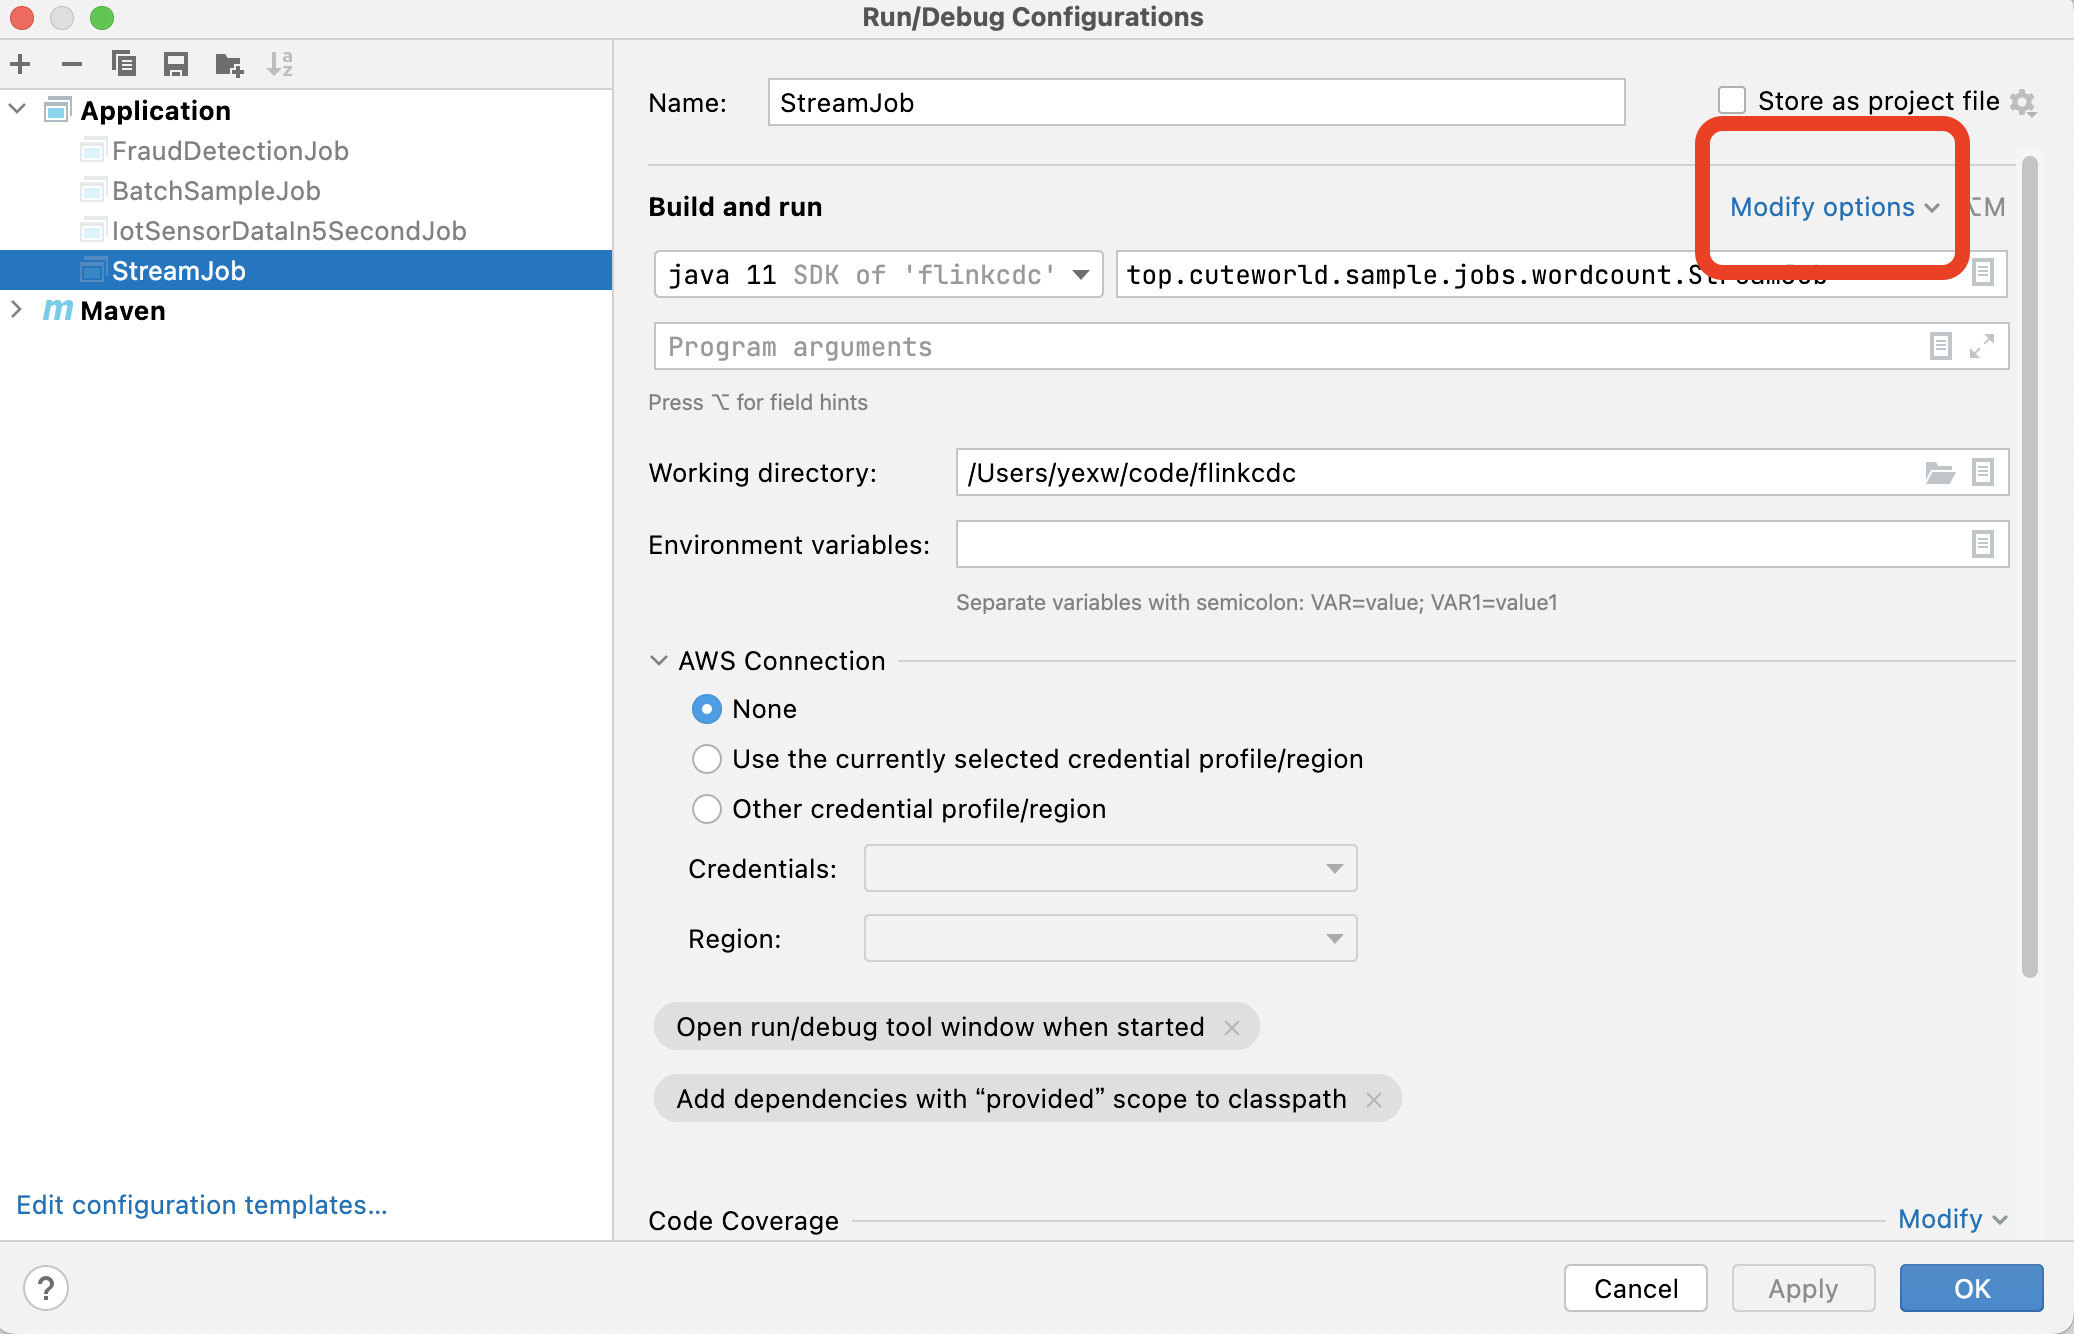 Run/Debug Configurations
Application
FraudDetectionJob
BatchSampleJob
IotSensorDataIn5SecondJob
StreamJob
Maven
Edit configuration templates...
Name: StreamJob Store as project file
Build and run Modify options M
java 11 SDK of 'flinkcdc' top.cuteworld.sample.jobs.wordcount.StreamJob
Program arguments
Press ⌥ for field hints
Working directory: /Users/yexw/code/flinkcdc
Environment variables:
Separate variables with semicolon: VAR=value; VAR1=value1
AWS Connection
None
Use the currently selected credential profile/region
Other credential profile/region
Credentials:
Region:
Open run/debug tool window when started ×
Add dependencies with “provided” scope to classpath ×
Code Coverage Modify
? Cancel Apply OK